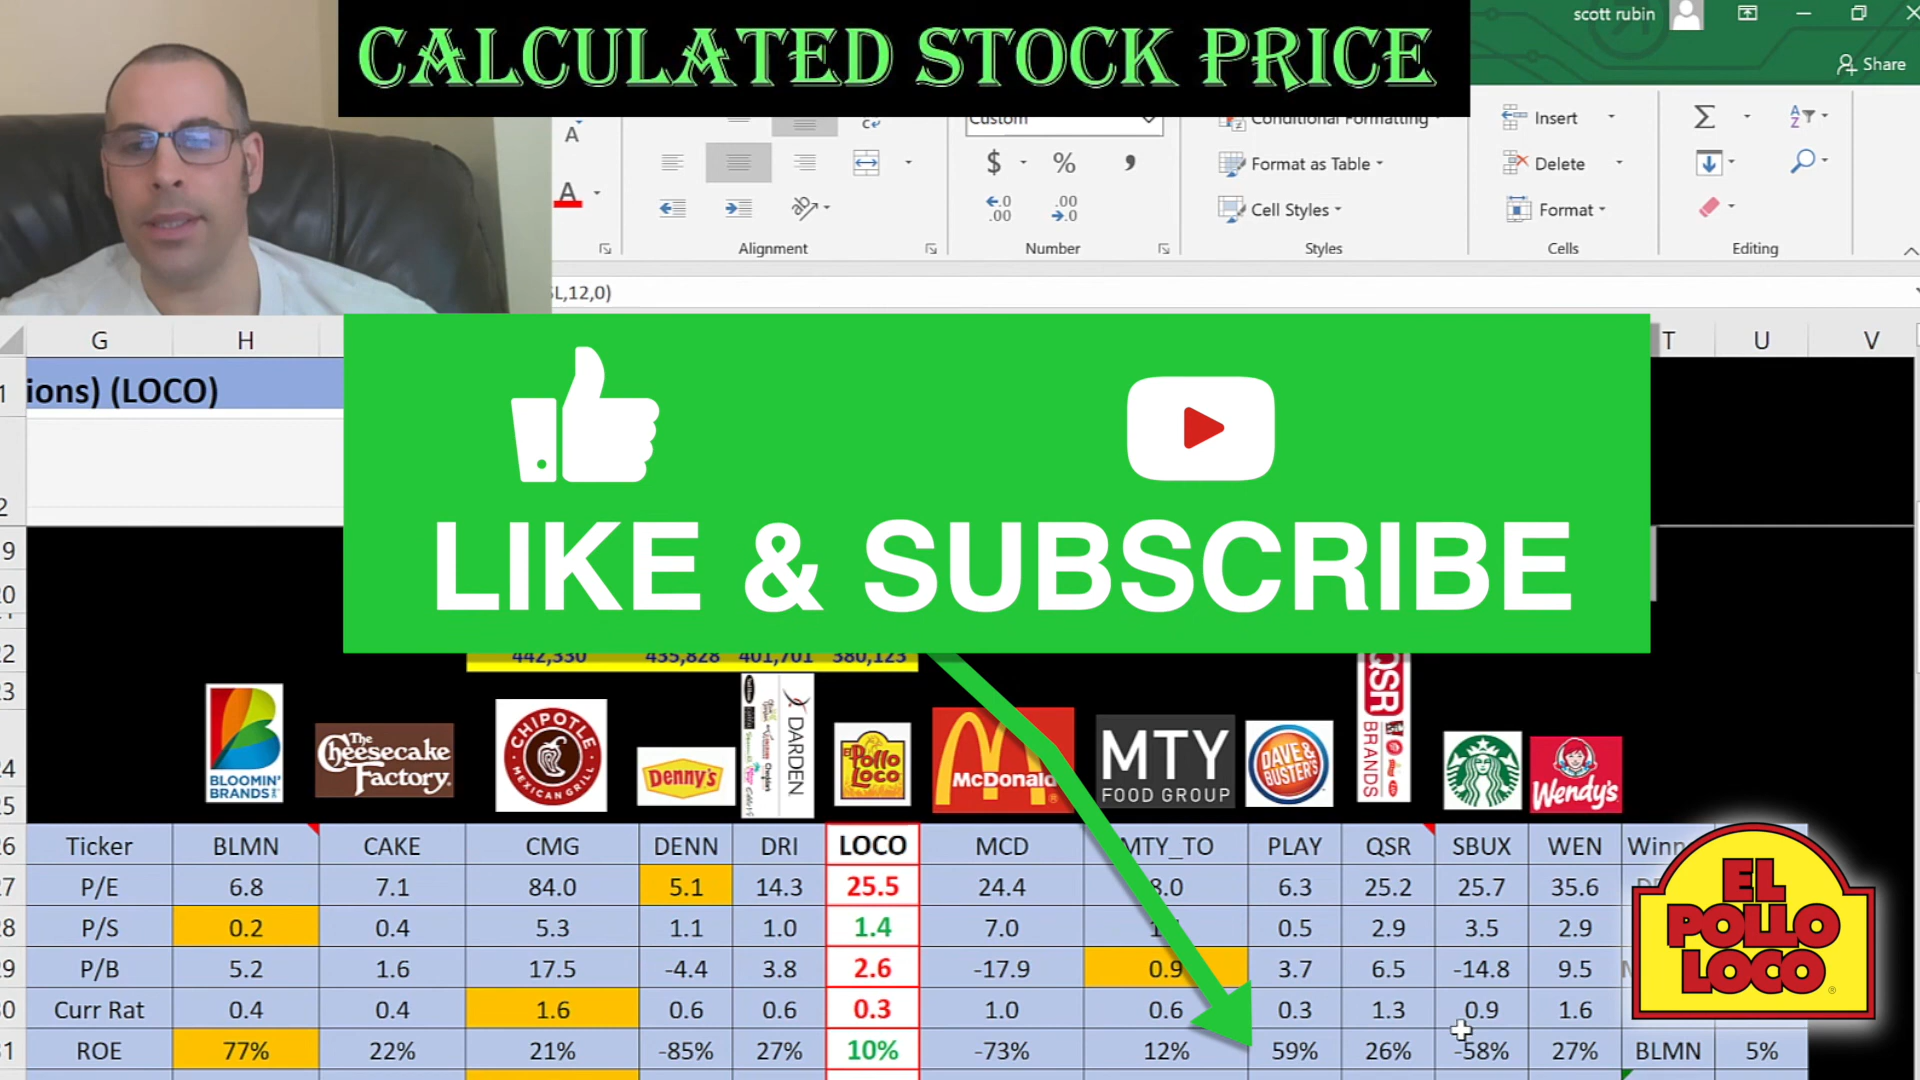 CALCULATED STOCK PRICE
scott rubin
Share
Custom
Conditional Formatting
Insert
Format as Table
Delete
Cell Styles
Format
Alignment
Number
Styles
Cells
Editing
L,12,0)
G H T U V
1 ions) (LOCO)
LIKE & SUBSCRIBE
442,330 435,828 401,701 380,123
BLOOMIN' BRANDS
The Cheesecake Factory
CHIPOTLE MEXICAN GRILL
Denny's
DARDEN
El Pollo Loco
McDonald
MTY FOOD GROUP
DAVE & BUSTER'S
QSR BRANDS
Wendy's
Ticker BLMN CAKE CMG DENN DRI LOCO MCD MTY_TO PLAY QSR SBUX WEN Winn
P/E 6.8 7.1 84.0 5.1 14.3 25.5 24.4 8.0 6.3 25.2 25.7 35.6
P/S 0.2 0.4 5.3 1.1 1.0 1.4 7.0 0.5 2.9 3.5 2.9
P/B 5.2 1.6 17.5 -4.4 3.8 2.6 -17.9 0.9 3.7 6.5 -14.8 9.5
Curr Rat 0.4 0.4 1.6 0.6 0.6 0.3 1.0 0.6 0.3 1.3 0.9 1.6
ROE 77% 22% 21% -85% 27% 10% -73% 12% 59% 26% -58% 27% BLMN 5%
EL
POLLO
LOCO